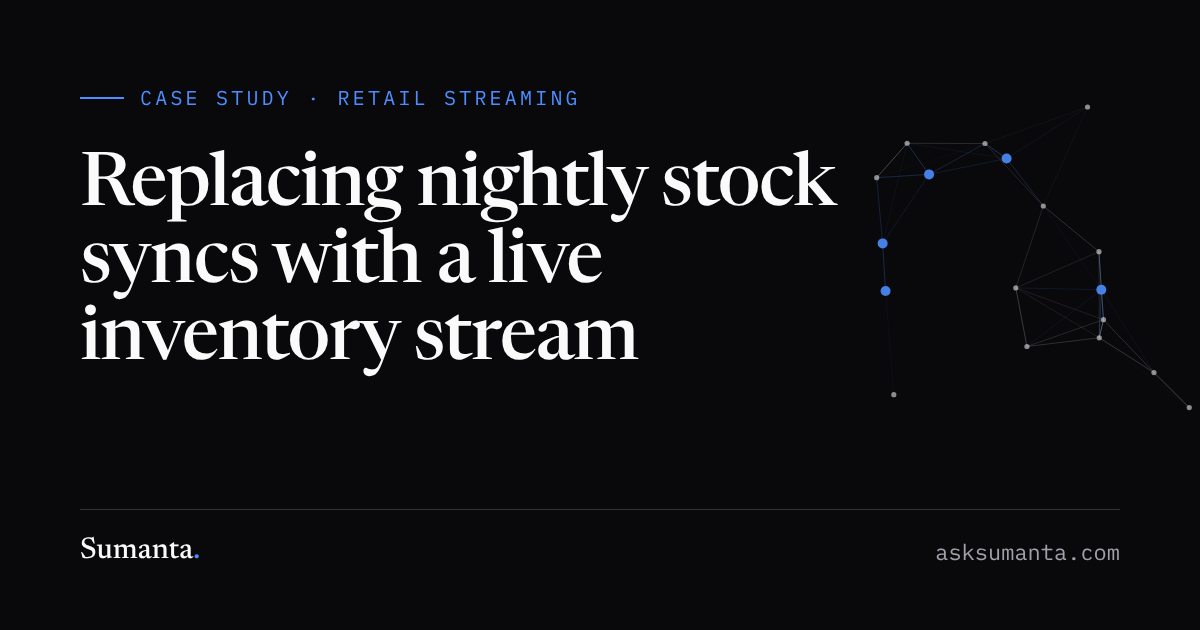 CASE STUDY · RETAIL STREAMING
Replacing nightly stock
syncs with a live
inventory stream
Sumanta.
asksumanta.com